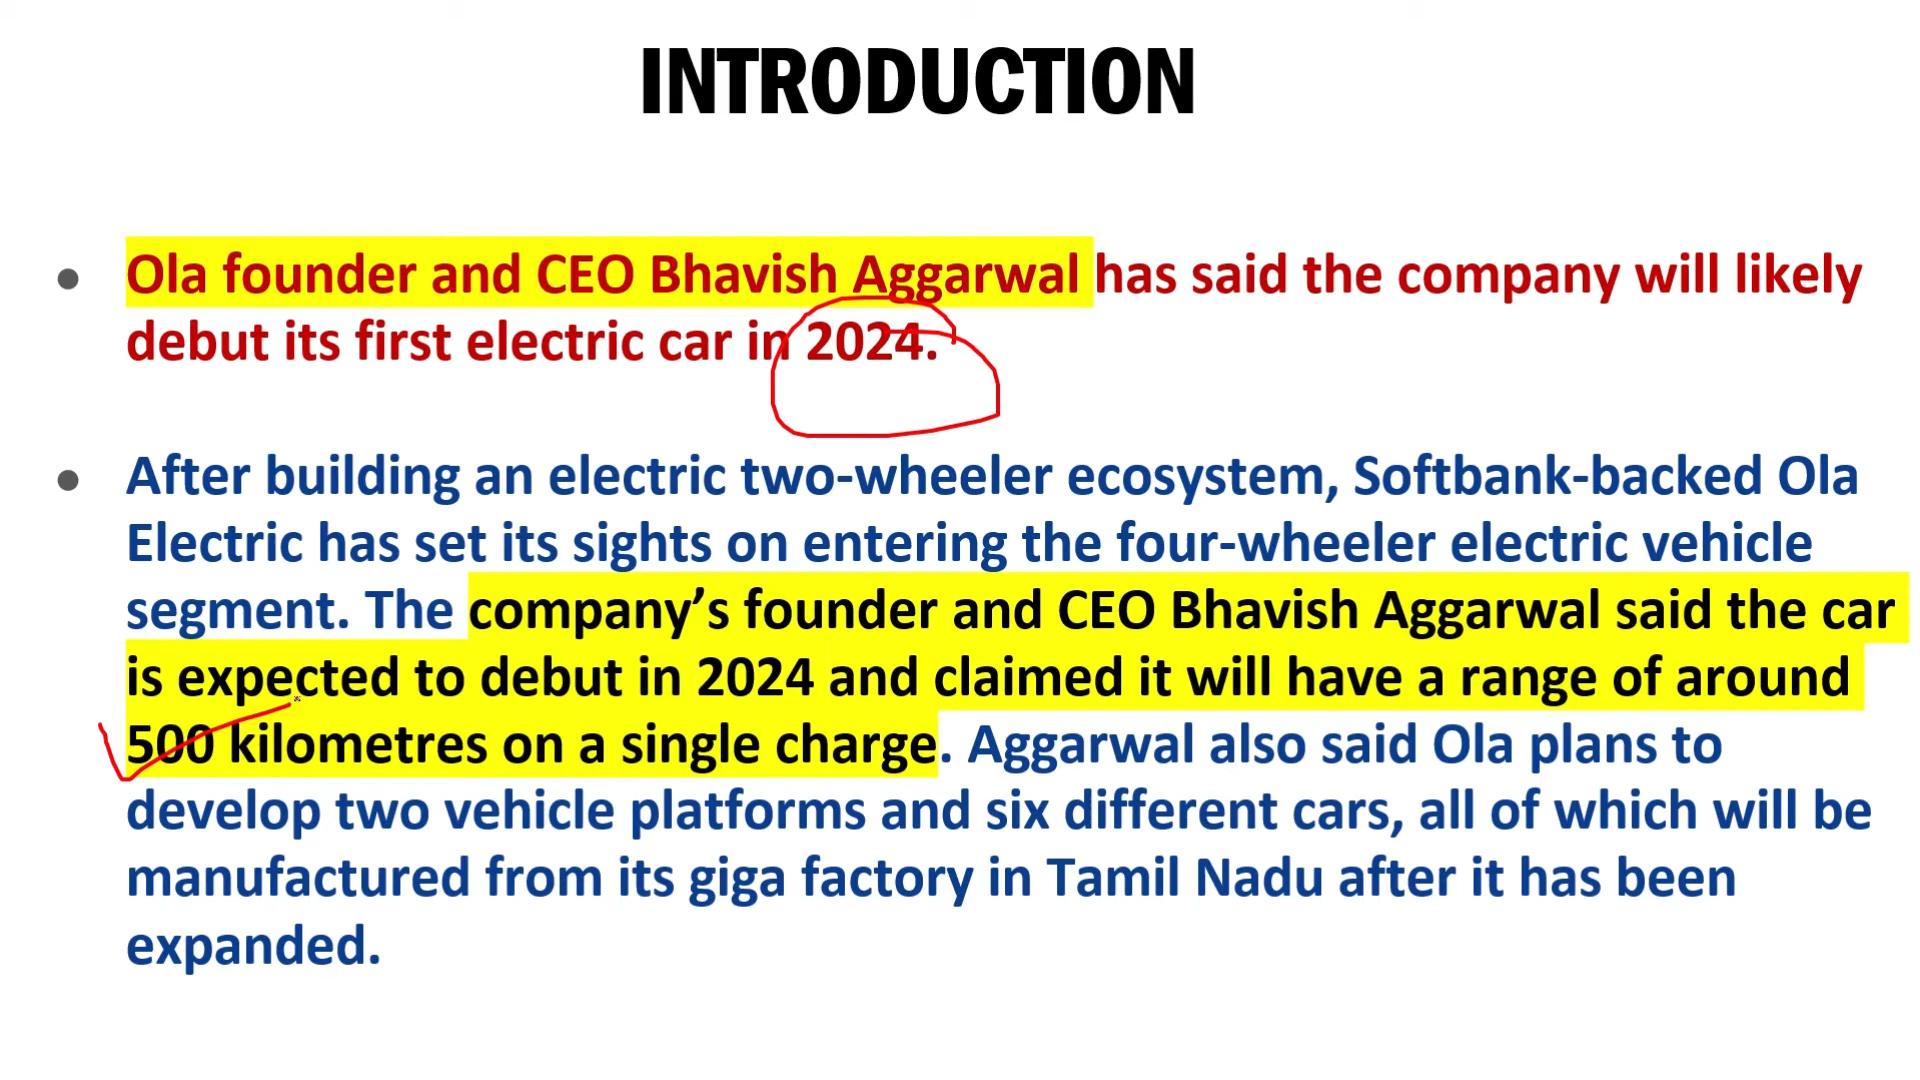 INTRODUCTION
• Ola founder and CEO Bhavish Aggarwal has said the company will likely
debut its first electric car in 2024.
• After building an electric two-wheeler ecosystem, Softbank-backed Ola
Electric has set its sights on entering the four-wheeler electric vehicle
segment. The company’s founder and CEO Bhavish Aggarwal said the car
is expected to debut in 2024 and claimed it will have a range of around
500 kilometres on a single charge. Aggarwal also said Ola plans to
develop two vehicle platforms and six different cars, all of which will be
manufactured from its giga factory in Tamil Nadu after it has been
expanded.